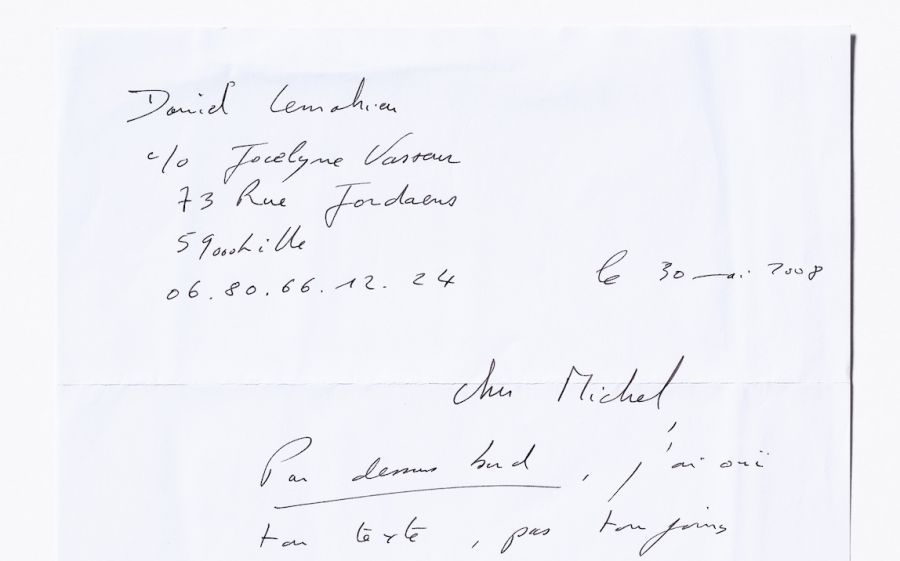 Daniel Lemahieu
c/o Jocelyne Vasseur
73 Rue Jordaens
59000 Lille
06.80.66.12.24
le 30 mai 2008
cher Michel,
Par dessus bord, j'ai ouï
ton texte, pas toujours